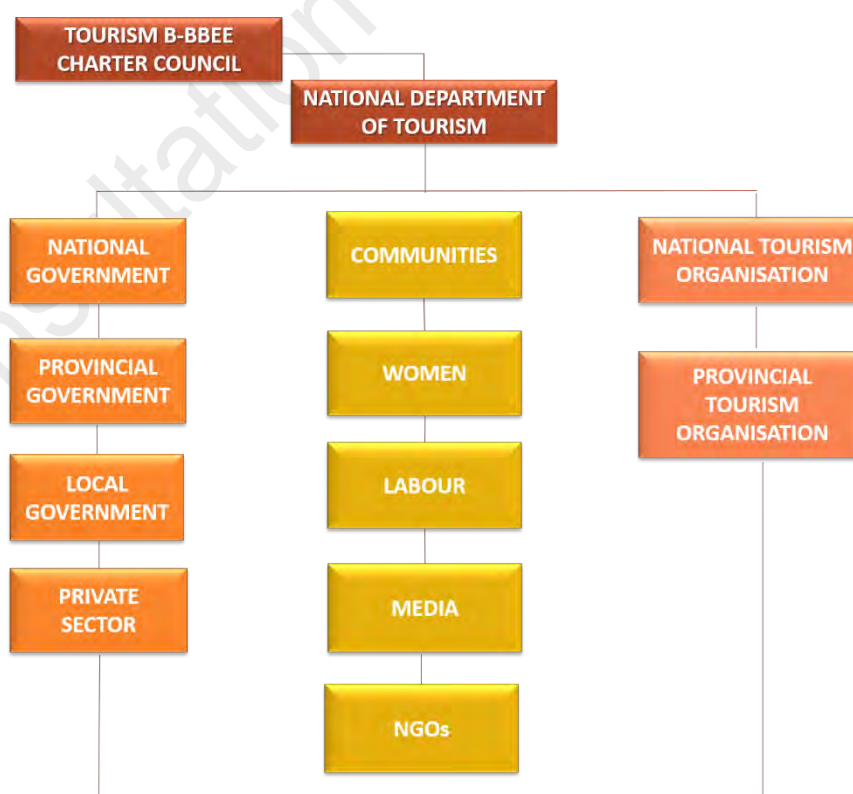 TOURISM B-BBEE
CHARTER COUNCIL
NATIONAL DEPARTMENT
OF TOURISM
NATIONAL
GOVERNMENT
PROVINCIAL
GOVERNMENT
LOCAL
GOVERNMENT
PRIVATE
SECTOR
COMMUNITIES
WOMEN
LABOUR
MEDIA
NGOs
NATIONAL TOURISM
ORGANISATION
PROVINCIAL
TOURISM
ORGANISATION